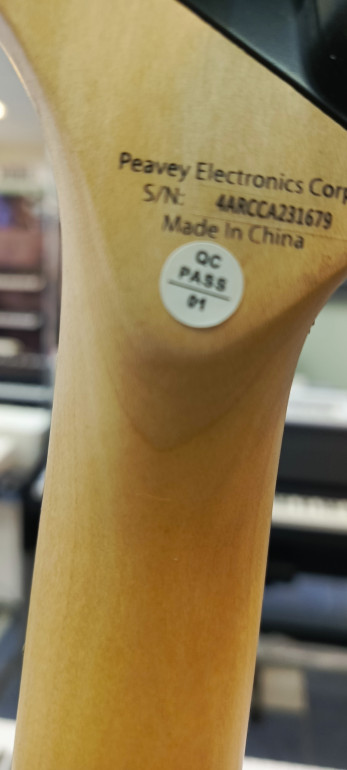 Peavey Electronics Corp
S/N: 4ARCCA231679
Made In China
QC
PASS
01